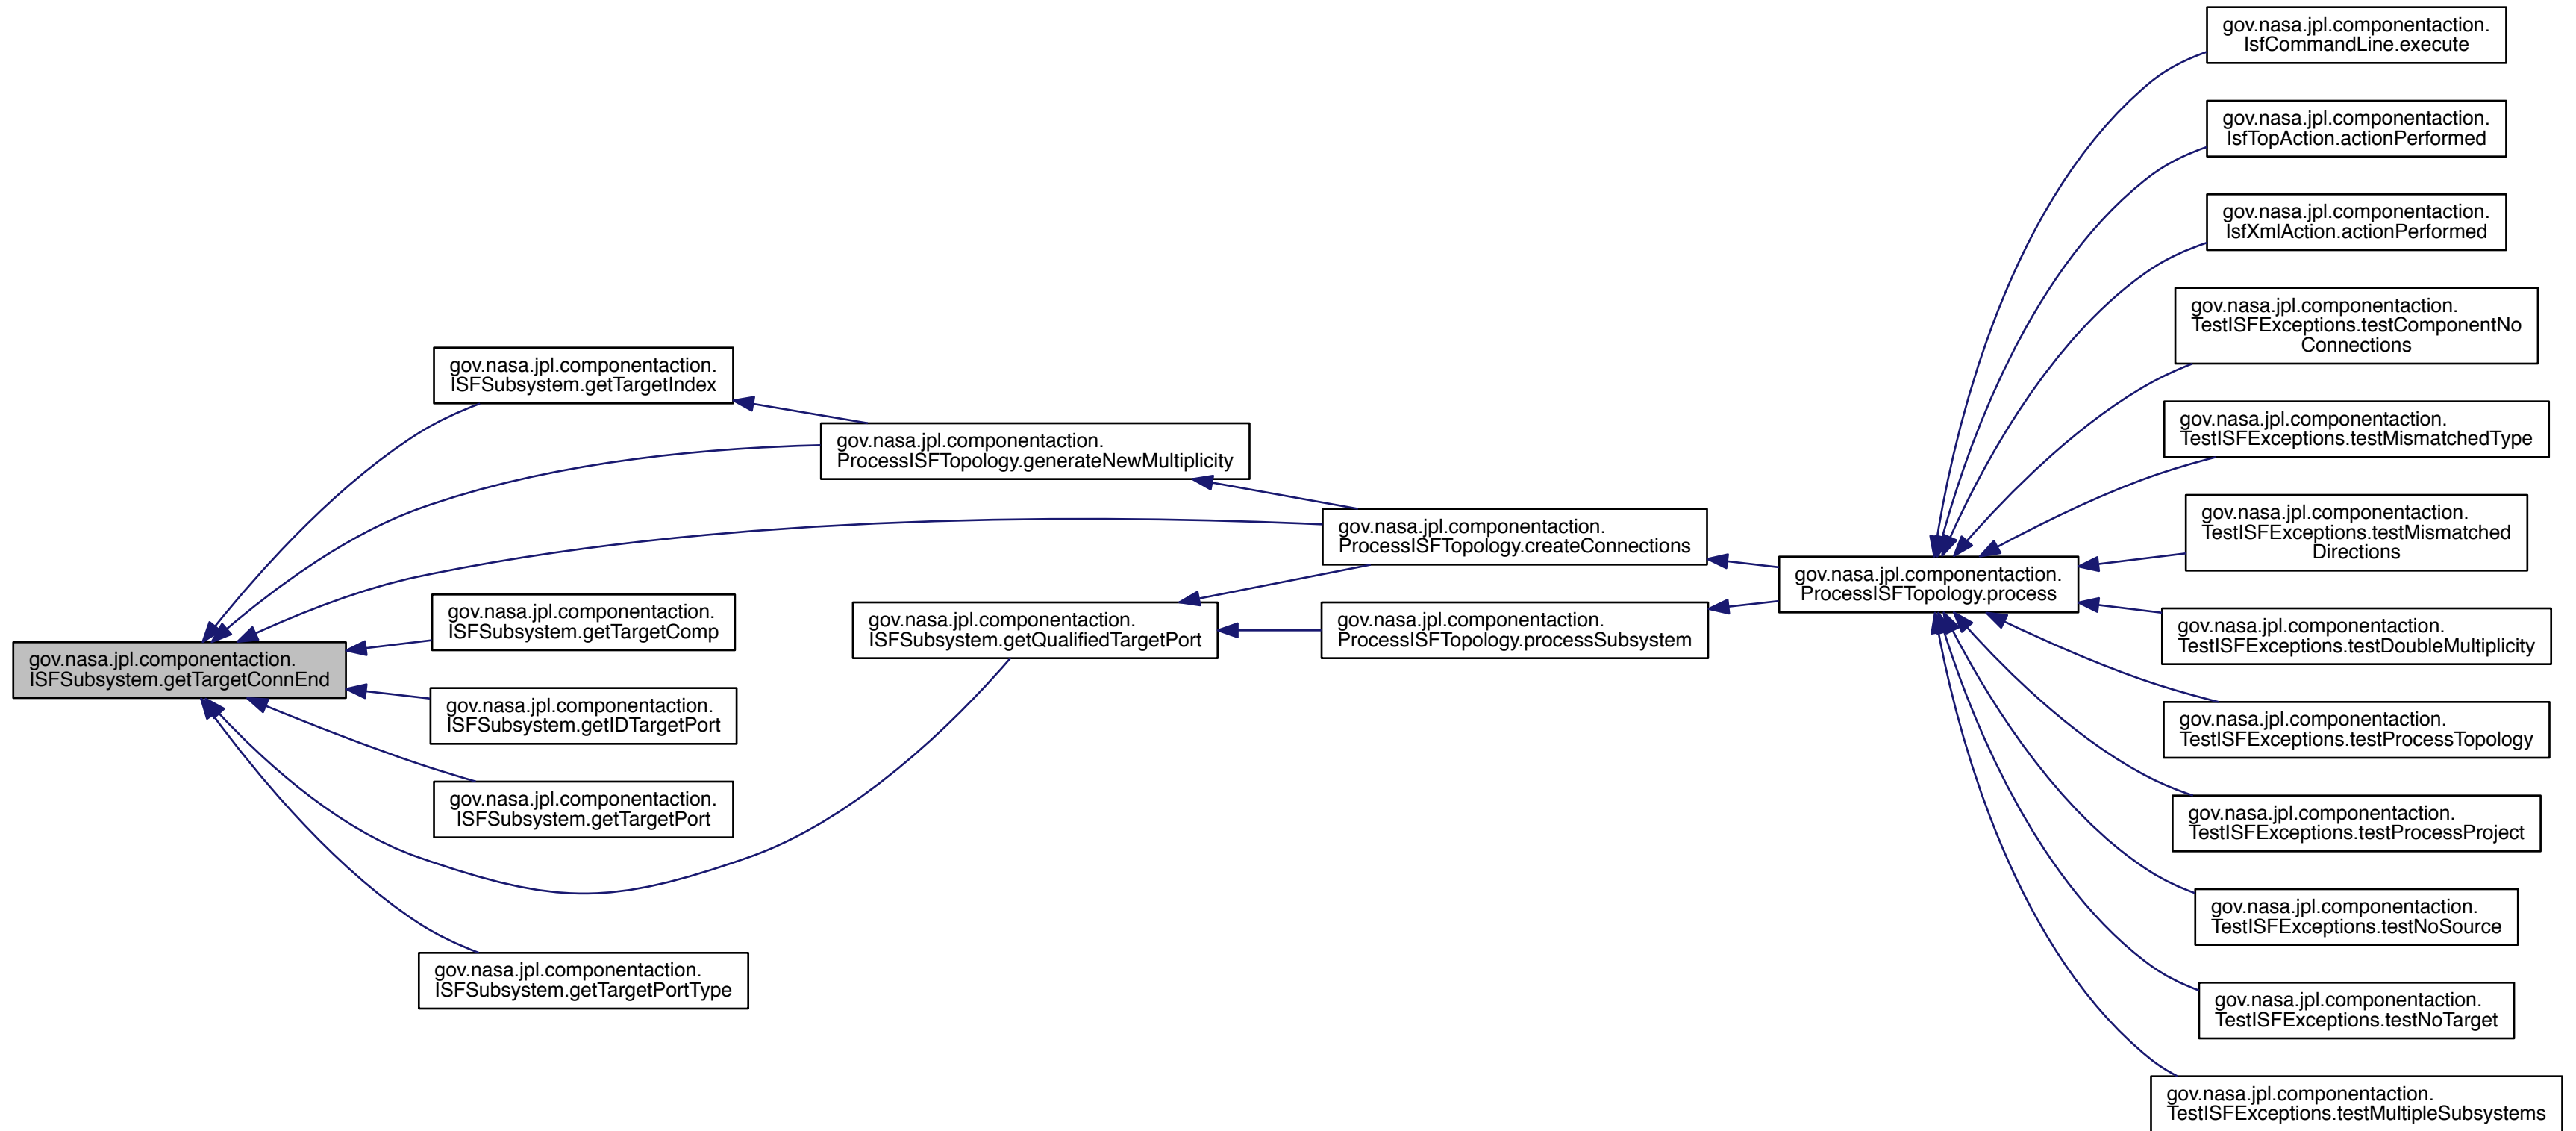 gov.nasa.jpl.componentaction.
ISFSubsystem.getTargetConnEnd
gov.nasa.jpl.componentaction.
ISFSubsystem.getTargetIndex
gov.nasa.jpl.componentaction.
ProcessISFTopology.generateNewMultiplicity
gov.nasa.jpl.componentaction.
ProcessISFTopology.createConnections
gov.nasa.jpl.componentaction.
ISFSubsystem.getTargetComp
gov.nasa.jpl.componentaction.
ISFSubsystem.getIDTargetPort
gov.nasa.jpl.componentaction.
ISFSubsystem.getTargetPort
gov.nasa.jpl.componentaction.
ISFSubsystem.getQualifiedTargetPort
gov.nasa.jpl.componentaction.
ISFSubsystem.getTargetPortType
gov.nasa.jpl.componentaction.
ProcessISFTopology.processSubsystem
gov.nasa.jpl.componentaction.
ProcessISFTopology.process
gov.nasa.jpl.componentaction.
IsfCommandLine.execute
gov.nasa.jpl.componentaction.
IsfTopAction.actionPerformed
gov.nasa.jpl.componentaction.
IsfXmlAction.actionPerformed
gov.nasa.jpl.componentaction.
TestISFExceptions.testComponentNo
Connections
gov.nasa.jpl.componentaction.
TestISFExceptions.testMismatchedType
gov.nasa.jpl.componentaction.
TestISFExceptions.testMismatched
Directions
gov.nasa.jpl.componentaction.
TestISFExceptions.testDoubleMultiplicity
gov.nasa.jpl.componentaction.
TestISFExceptions.testProcessTopology
gov.nasa.jpl.componentaction.
TestISFExceptions.testProcessProject
gov.nasa.jpl.componentaction.
TestISFExceptions.testNoSource
gov.nasa.jpl.componentaction.
TestISFExceptions.testNoTarget
gov.nasa.jpl.componentaction.
TestISFExceptions.testMultipleSubsystems